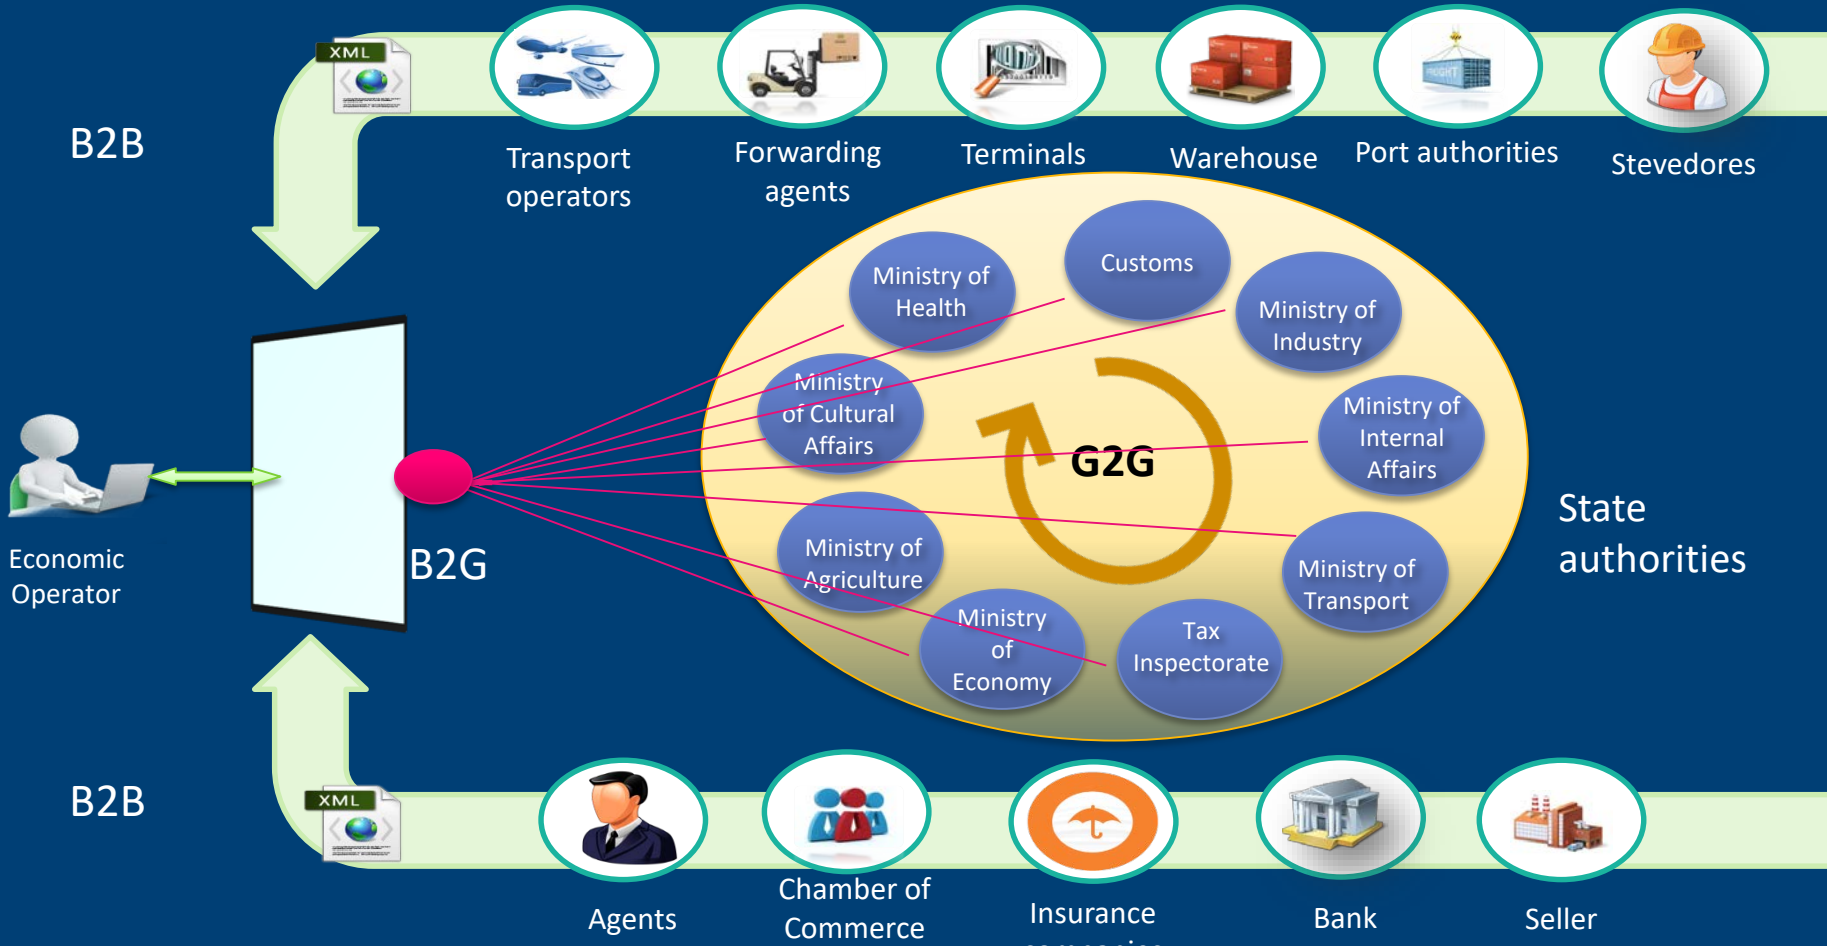 XML
B2B
Transport
operators
Forwarding
agents
Terminals
Warehouse
Port authorities
Stevedores
FREIGHT
Customs
Ministry of
Health
Ministry of
Industry
Ministry
of Cultural
Affairs
Ministry of
Internal
Affairs
G2G
Ministry of
Agriculture
Ministry of
Transport
Ministry
of
Economy
Tax
Inspectorate
State
authorities
Economic
Operator
B2G
B2B
XML
Agents
Chamber of
Commerce
Insurance
companies
Bank
Seller